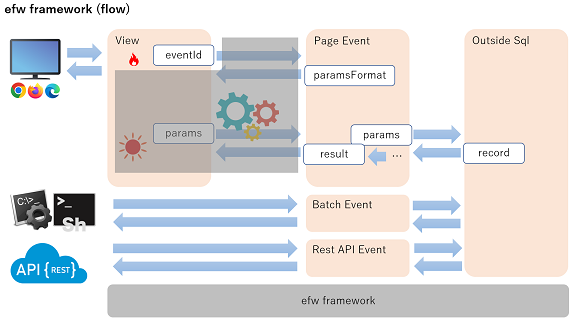 efw framework (flow)
View
Page Event
Outside Sql
eventId
paramsFormat
params
params
result
...
record
C:\>_
>_
Sh
Batch Event
API {REST}
Rest API Event
efw framework